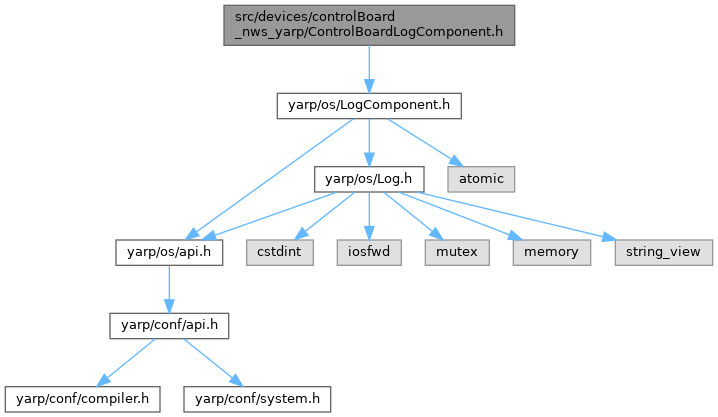 src/devices/controlBoard
_nws_yarp/ControlBoardLogComponent.h
yarp/os/LogComponent.h
yarp/os/Log.h
atomic
yarp/os/api.h
cstdint
iosfwd
mutex
memory
string_view
yarp/conf/api.h
yarp/conf/compiler.h
yarp/conf/system.h